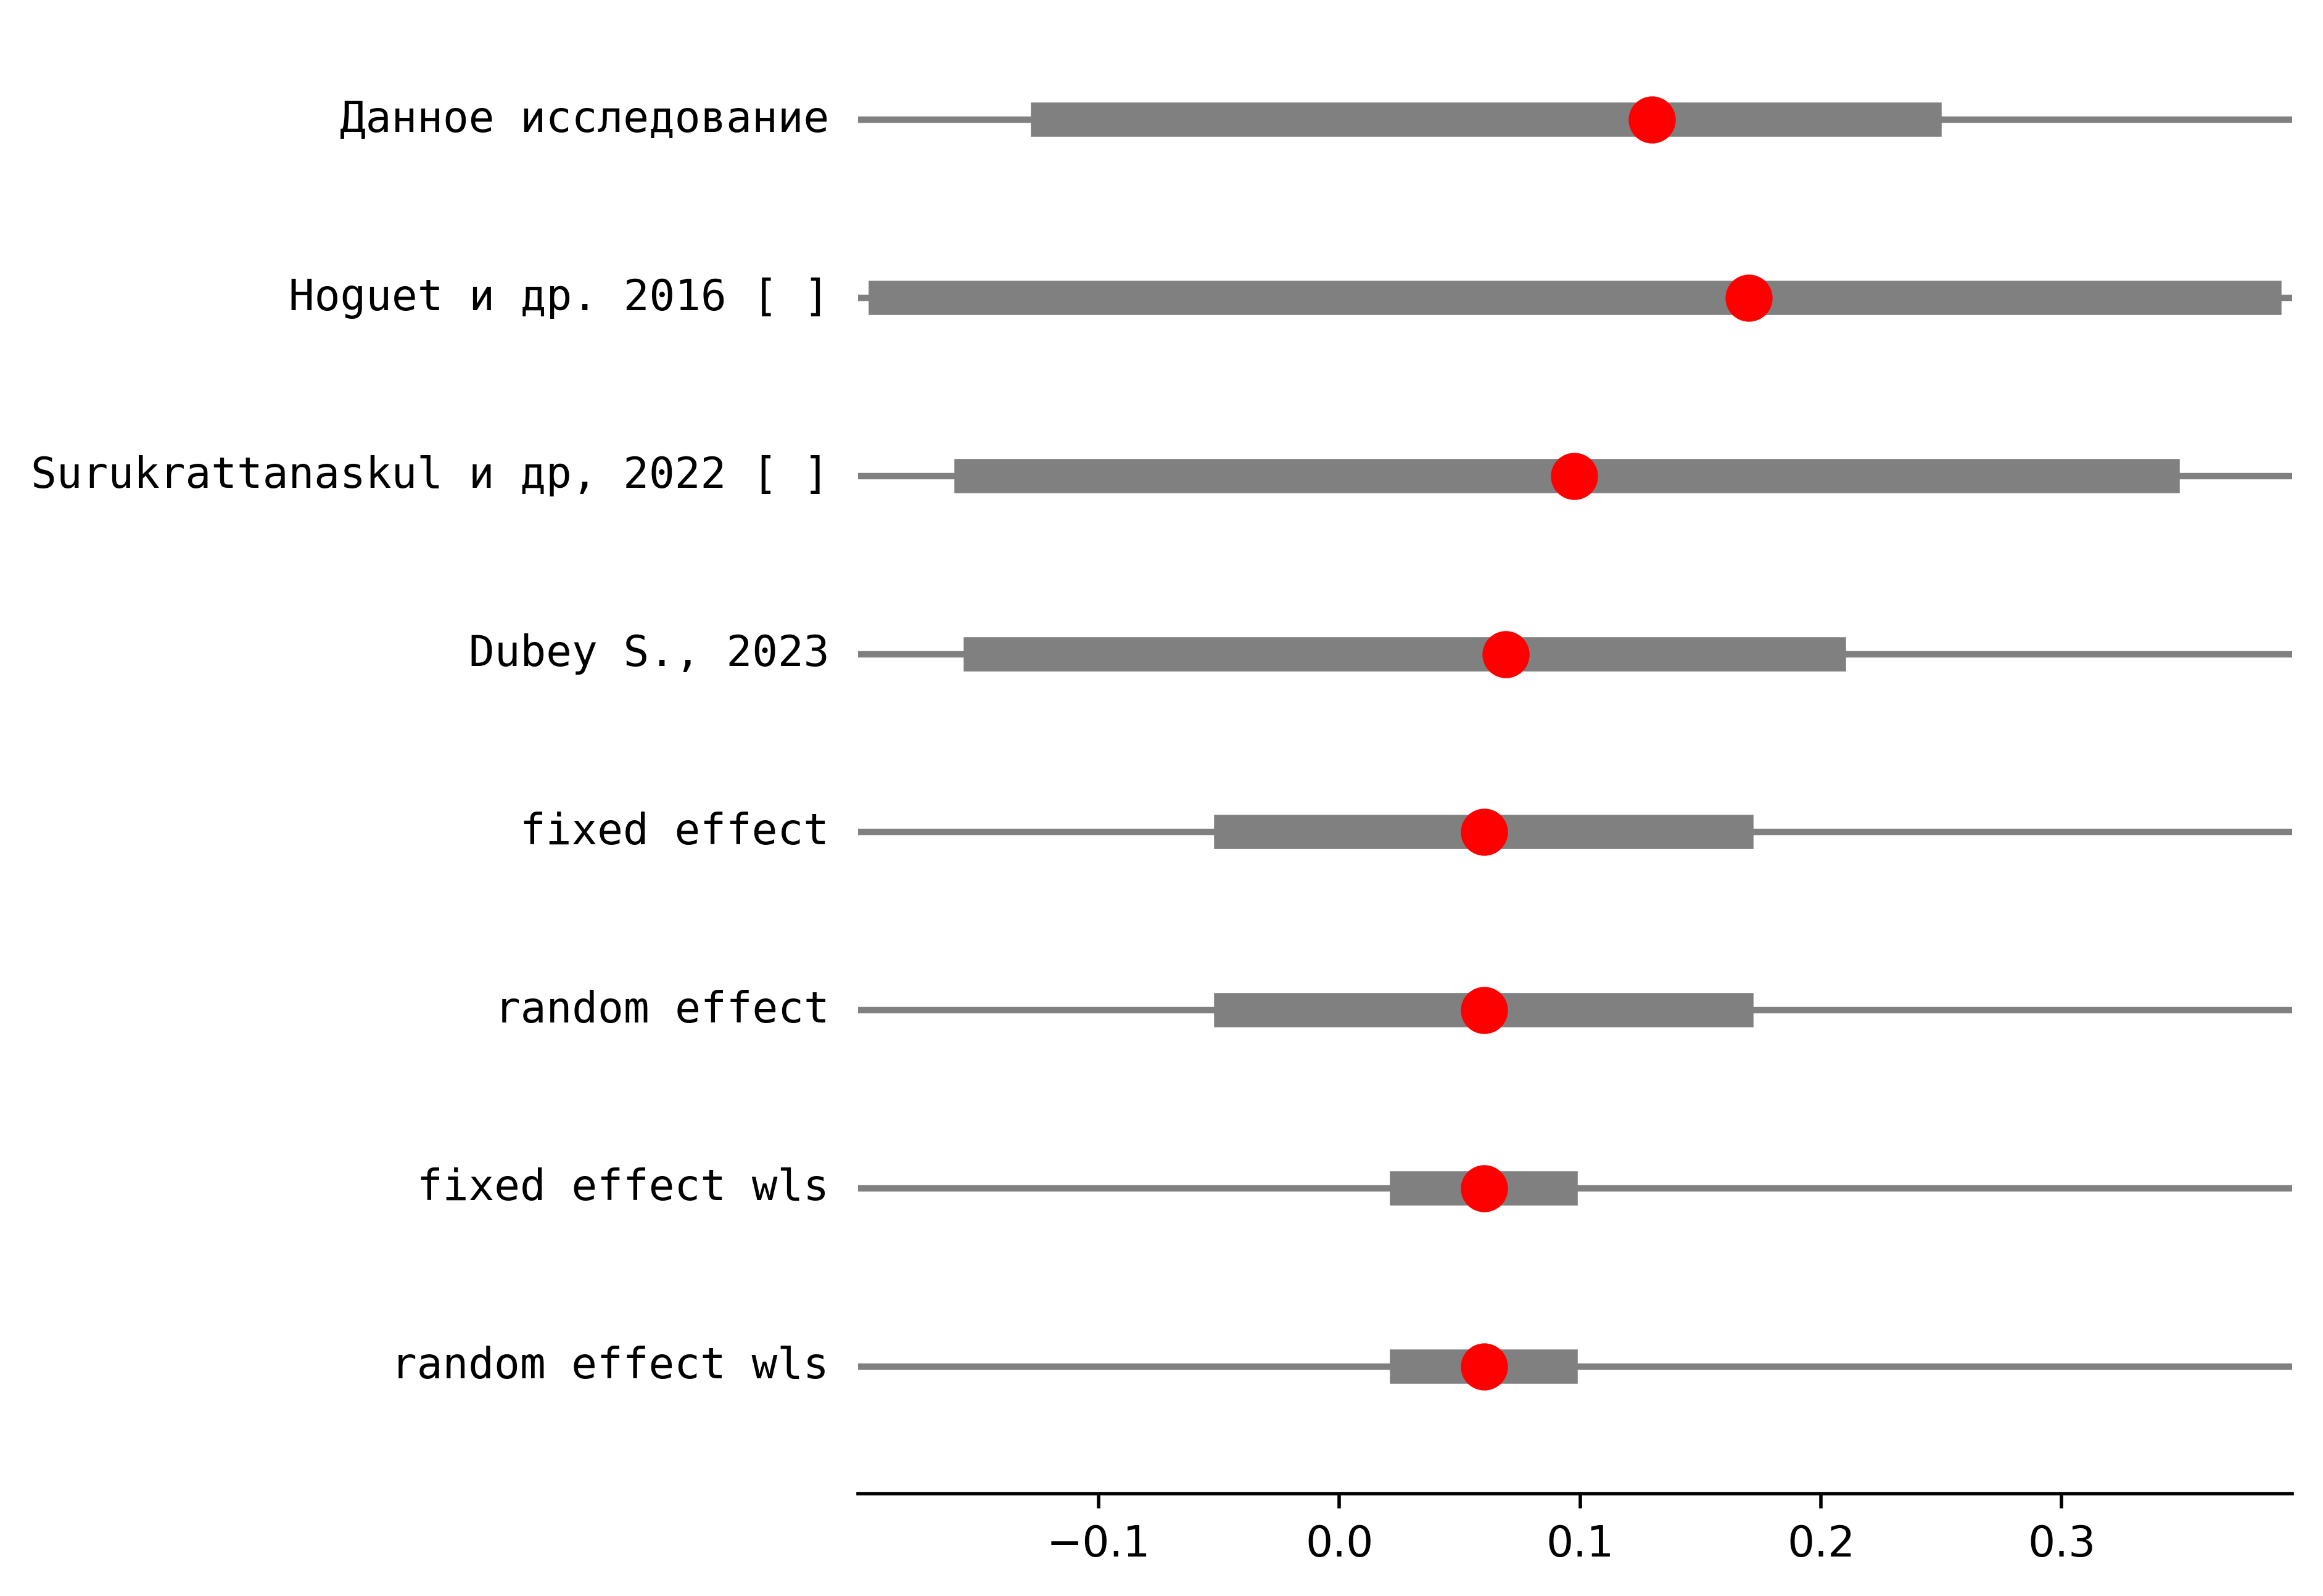 Данное исследование
Hoguet и др. 2016 [ ]
Surukrattanaskul и др, 2022 [ ]
Dubey S., 2023
fixed effect
random effect
fixed effect wls
random effect wls
−0.1 0.0 0.1 0.2 0.3